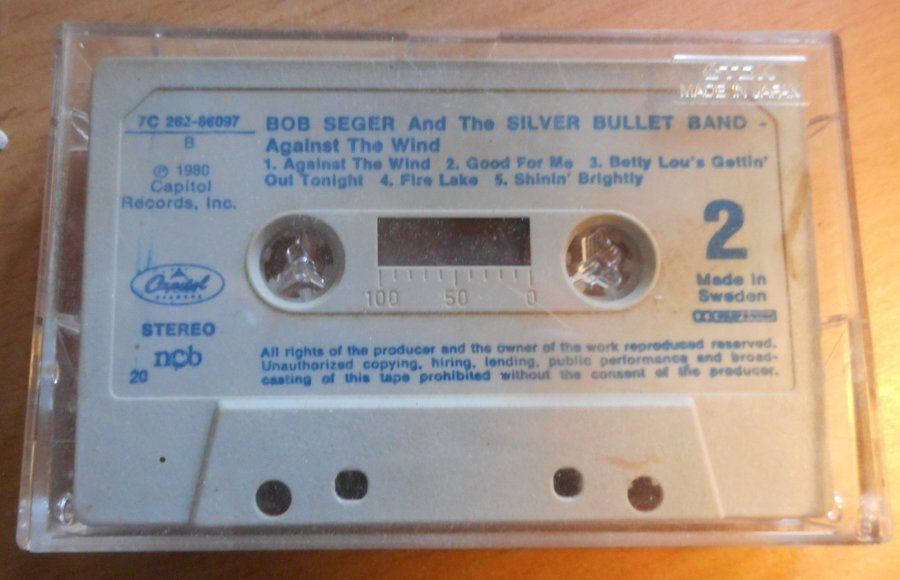 TDK
MADE IN JAPAN
7C 262-86097
B
℗ 1980
Capitol
Records, Inc.
Capitol
RECORDS
STEREO
ncb
20
BOB SEGER And The SILVER BULLET BAND -
Against The Wind
1. Against The Wind 2. Good For Me 3. Betty Lou's Gettin'
Out Tonight 4. Fire Lake 5. Shinin' Brightly
100 50 0
2
Made in
Sweden
DOLBY SYSTEM
All rights of the producer and the owner of the work reproduced reserved.
Unauthorized copying, hiring, lending, public performance and broad-
casting of this tape prohibited without the consent of the producer.